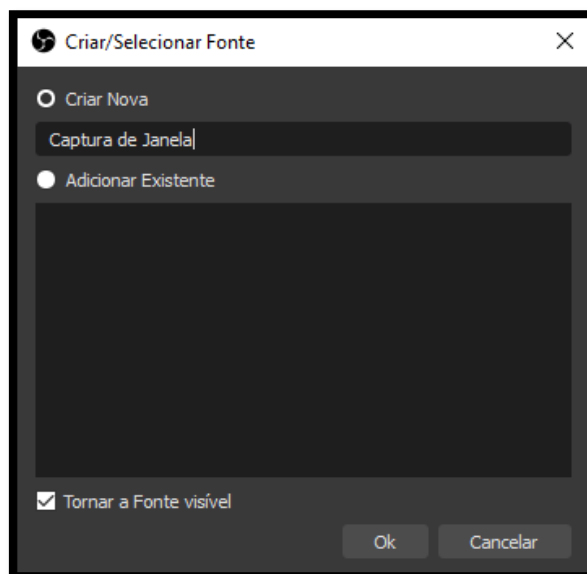 Criar/Selecionar Fonte
Criar Nova
Captura de Janela
Adicionar Existente
Tornar a Fonte visível
Ok Cancelar